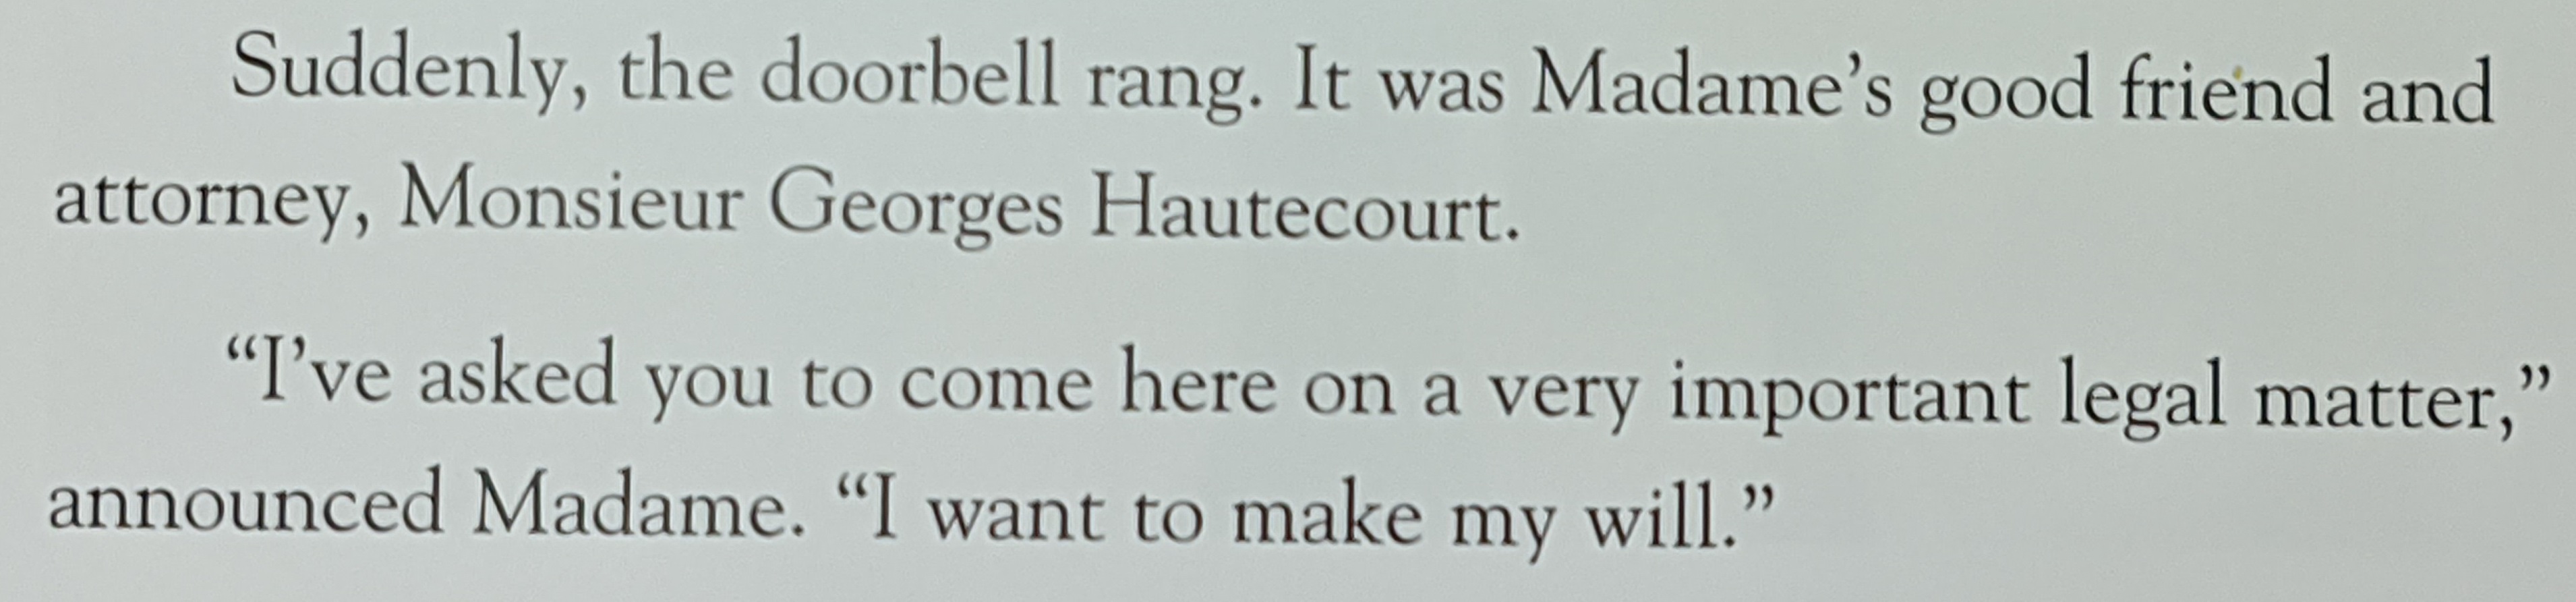 Suddenly, the doorbell rang. It was Madame’s good friend and
attorney, Monsieur Georges Hautecourt.
“I’ve asked you to come here on a very important legal matter,”
announced Madame. “I want to make my will.”